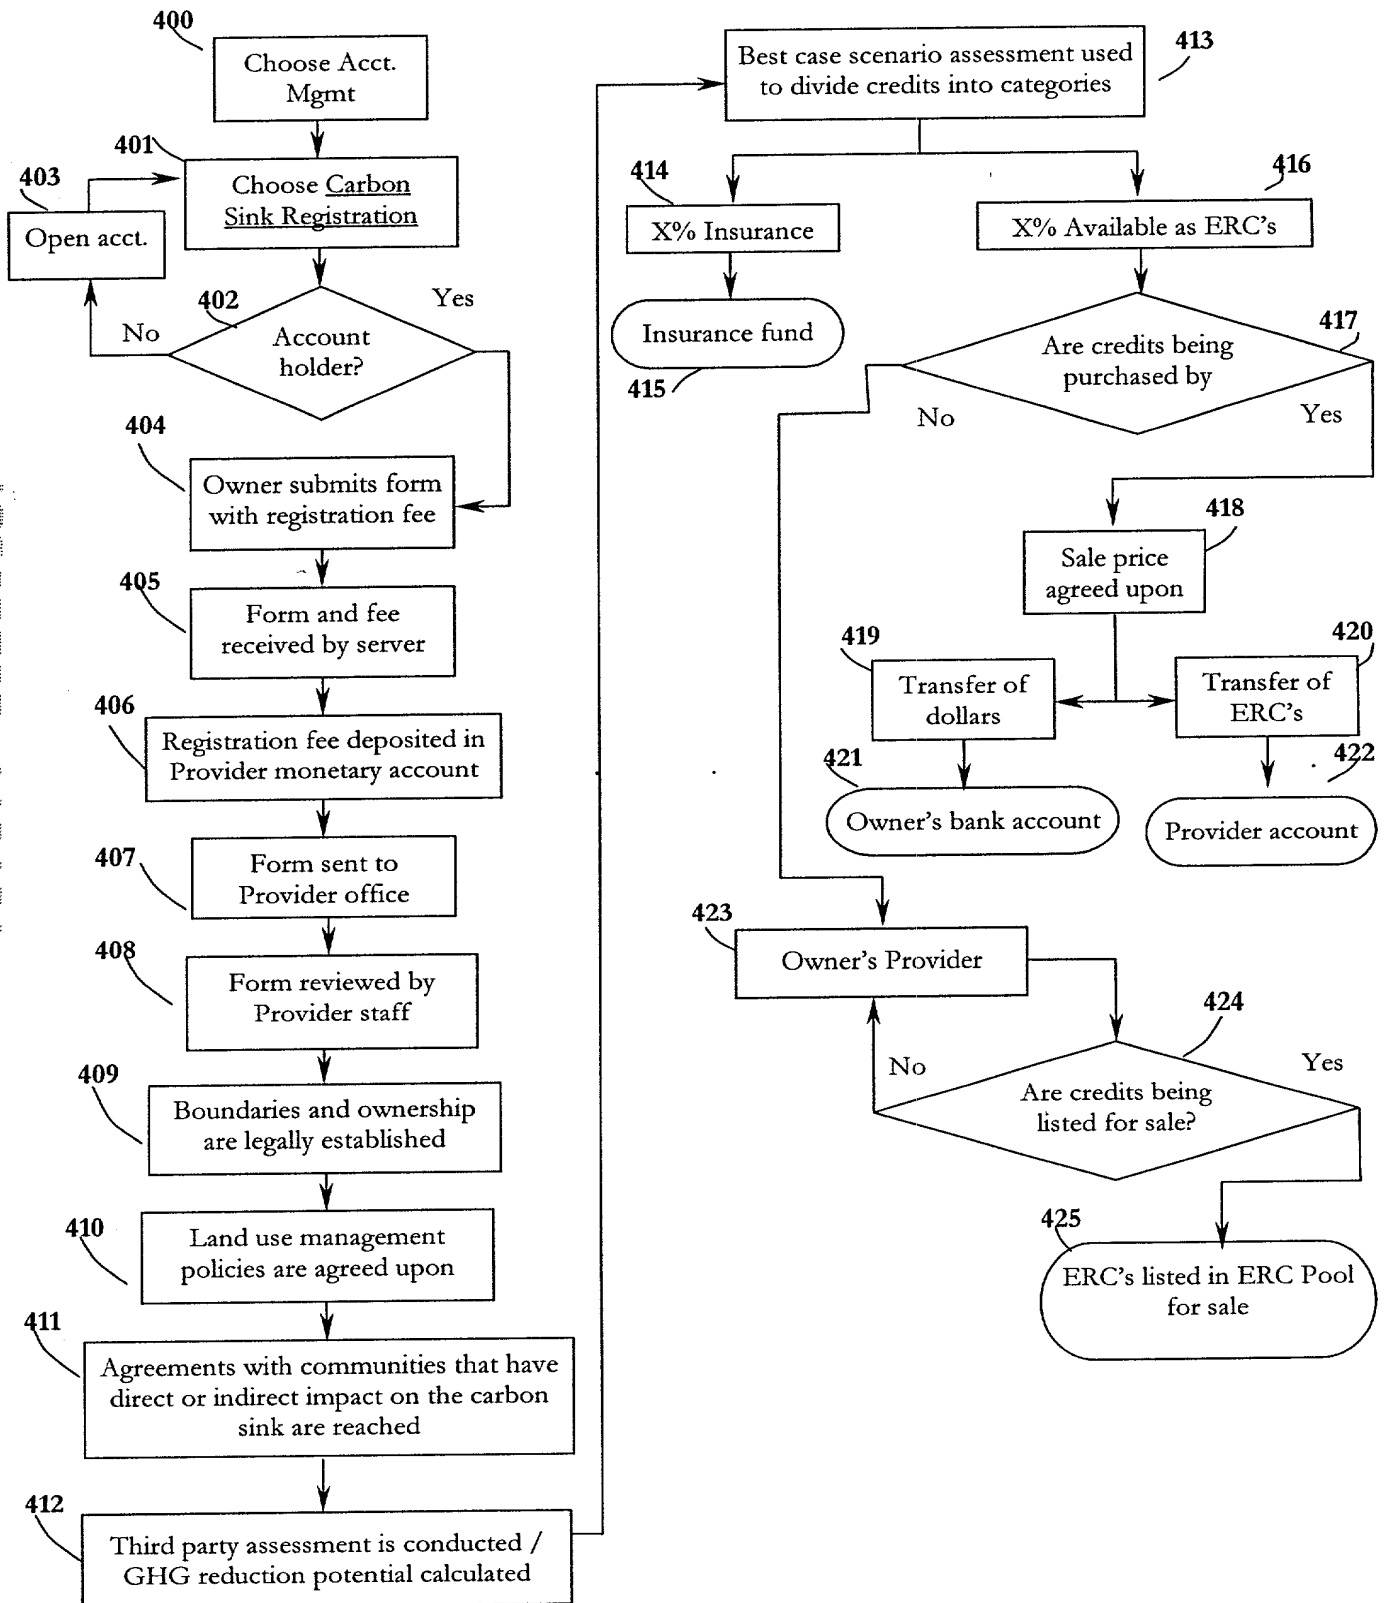 400
Choose Acct.
Mgmt
401
Choose Carbon
Sink Registration
403
Open acct.
402
Account
holder?
No
Yes
404
Owner submits form
with registration fee
405
Form and fee
received by server
406
Registration fee deposited in
Provider monetary account
407
Form sent to
Provider office
408
Form reviewed by
Provider staff
409
Boundaries and ownership
are legally established
410
Land use management
policies are agreed upon
411
Agreements with communities that have
direct or indirect impact on the carbon
sink are reached
412
Third party assessment is conducted /
GHG reduction potential calculated
413
Best case scenario assessment used
to divide credits into categories
414
X% Insurance
Insurance fund
415
416
X% Available as ERC's
417
Are credits being
purchased by
No
Yes
418
Sale price
agreed upon
419
Transfer of
dollars
420
Transfer of
ERC's
421
Owner's bank account
422
Provider account
423
Owner's Provider
424
Are credits being
listed for sale?
No
Yes
425
ERC's listed in ERC Pool
for sale